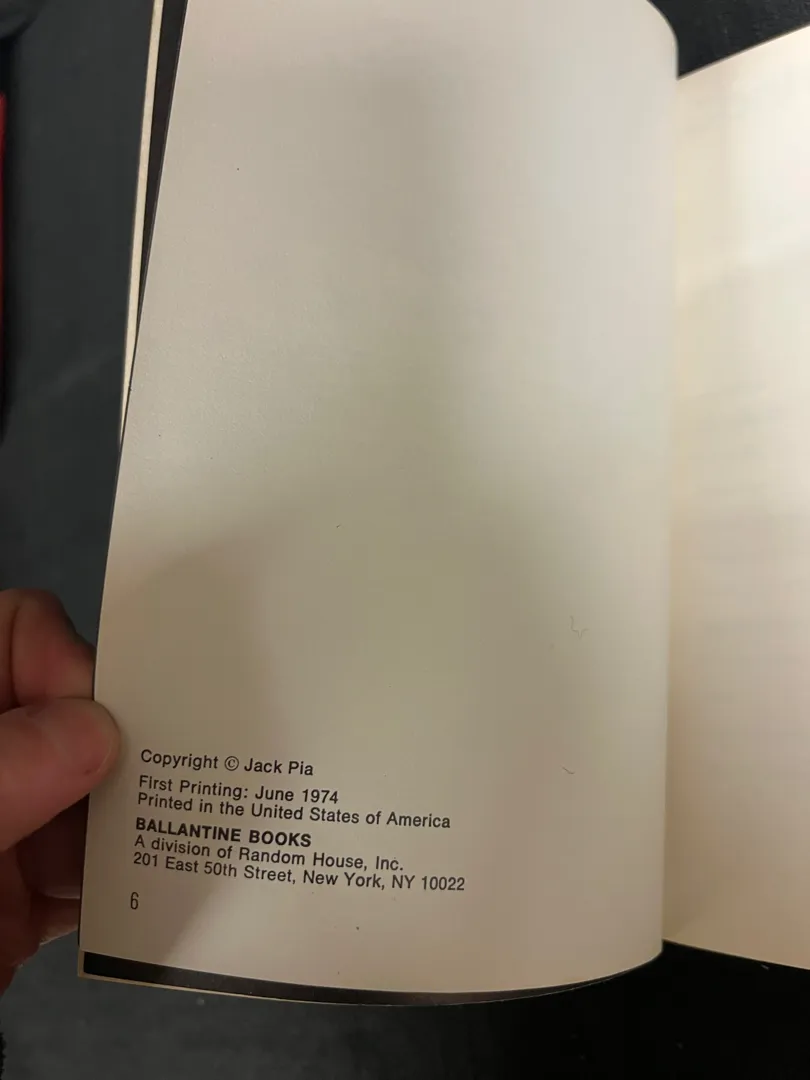 Copyright © Jack Pia
First Printing: June 1974
Printed in the United States of America
BALLANTINE BOOKS
A division of Random House, Inc.
201 East 50th Street, New York, NY 10022
6